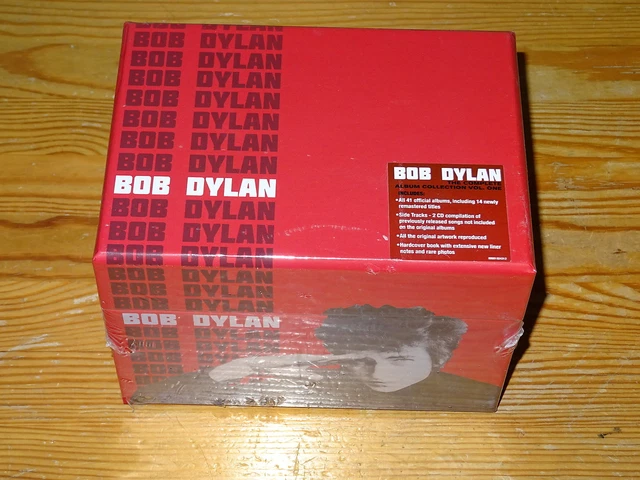 BOB DYLAN
BOB DYLAN
BOB DYLAN
BOB DYLAN
BOB DYLAN
BOB DYLAN
BOB DYLAN
BOB DYLAN
BOB DYLAN
BOB DYLAN
BOB DYLAN
BOB DYLAN
BOB DYLAN
THE COMPLETE
ALBUM COLLECTION VOL. ONE
INCLUDES:
•All 41 official albums, including 14 newly
remastered titles
•Side Tracks - 2 CD compilation of
previously released songs not included
on the original albums
•All the original artwork reproduced
•Hardcover book with extensive new liner
notes and rare photos
BOB DYLAN
BOB DYLAN
BOB DYLAN